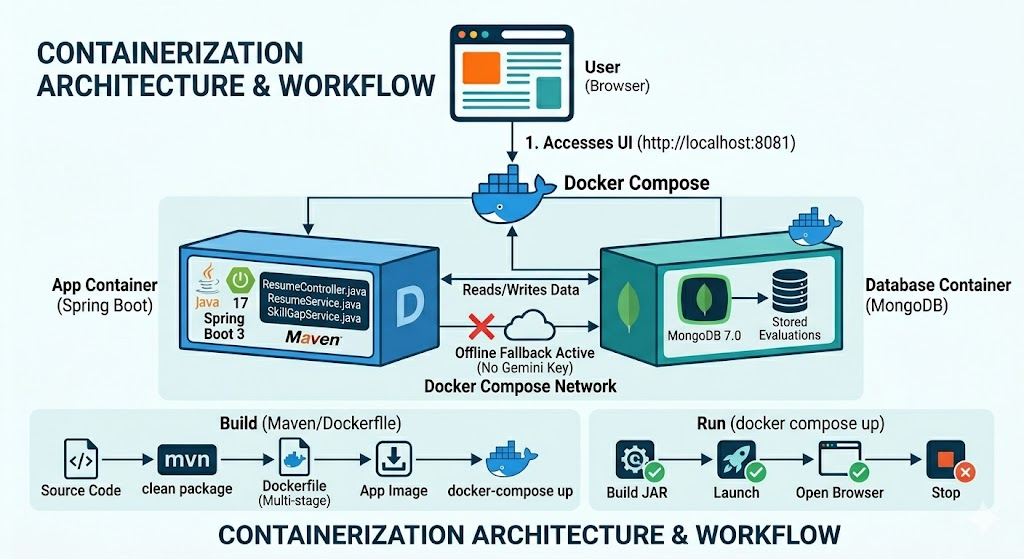 CONTAINERIZATION
ARCHITECTURE & WORKFLOW
User
(Browser)
1. Accesses UI (http://localhost:8081)
Docker Compose
App Container
(Spring Boot)
Java 17
Spring
Boot 3
ResumeController.java
ResumeService.java
SkillGapService.java
Maven
D
Reads/Writes Data
Offline Fallback Active
(No Gemini Key)
Docker Compose Network
MongoDB 7.0
Stored
Evaluations
Database Container
(MongoDB)
Build (Maven/Dockerflle)
</>
Source Code
mvn
clean package
Dockerfile
(Multi-stage)
App Image
docker-compose up
Run (docker compose up)
Build JAR
Launch
Open Browser
Stop
CONTAINERIZATION ARCHITECTURE & WORKFLOW